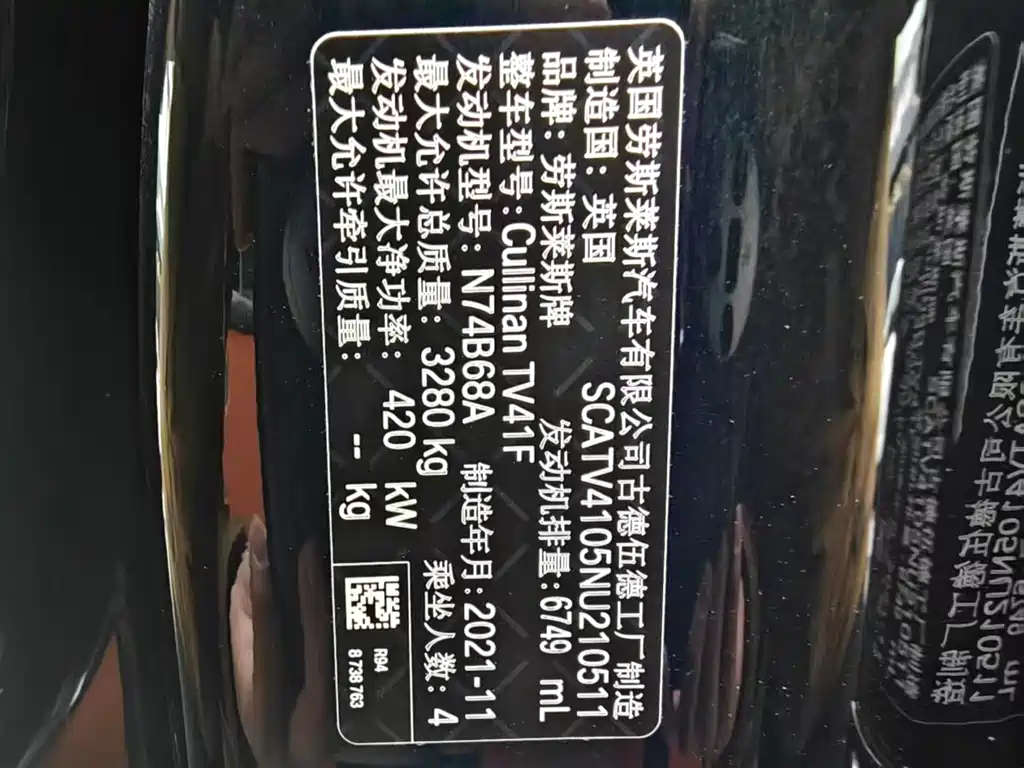 英国劳斯莱斯汽车有限公司古德伍德工厂制造
制造国：英国 SCATV4105NU210511
品牌：劳斯莱斯牌 发动机排量：6749 mL
整车型号：Cullinan TV41F
发动机型号：N74B68A 制造年月：2021-11
最大允许总质量：3280 kg 乘坐人数：4
发动机最大净功率：420 kW
最大允许牵引质量：-- kg
R94
8 738 763